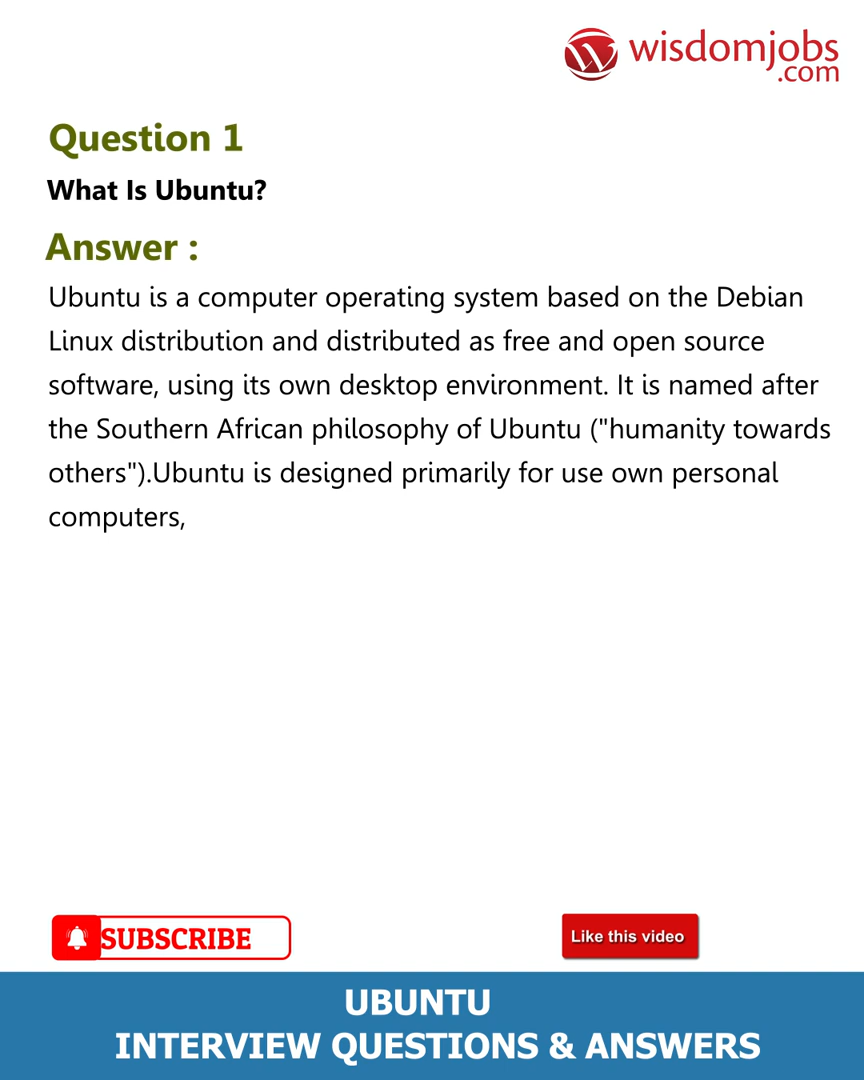 wisdomjobs
.com
Question 1
What Is Ubuntu?
Answer :
Ubuntu is a computer operating system based on the Debian
Linux distribution and distributed as free and open source
software, using its own desktop environment. It is named after
the Southern African philosophy of Ubuntu ("humanity towards
others").Ubuntu is designed primarily for use own personal
computers,
SUBSCRIBE
Like this video
UBUNTU
INTERVIEW QUESTIONS & ANSWERS